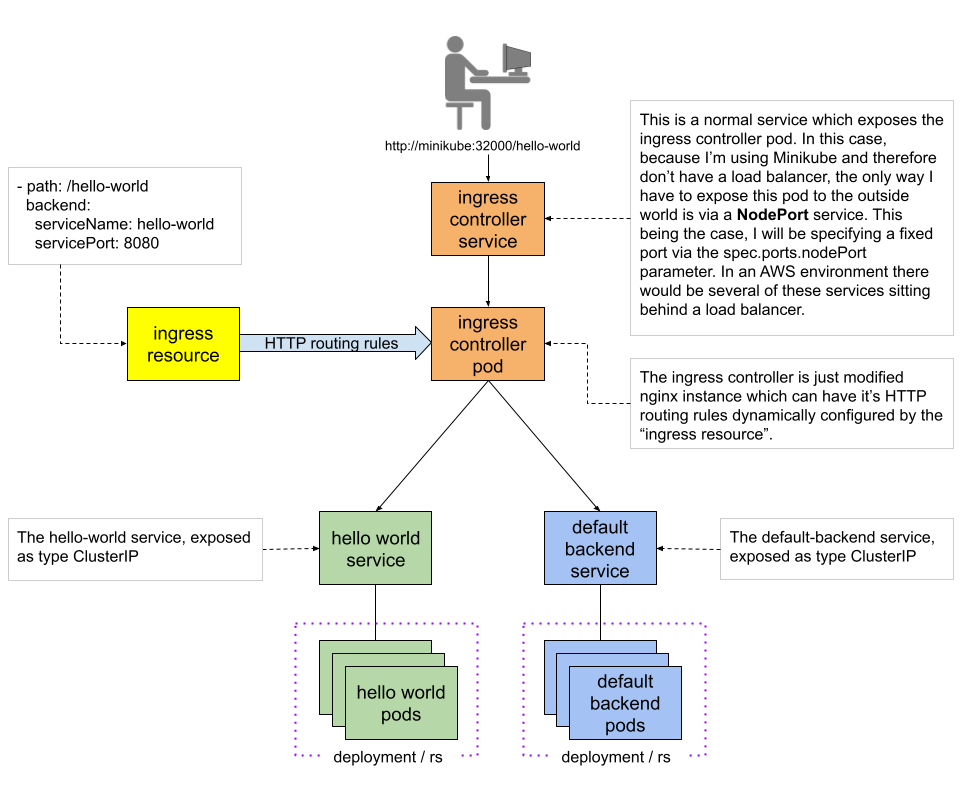 http://minikube:32000/hello-world
This is a normal service which exposes the
ingress controller pod. In this case,
because I'm using Minikube and therefore
don't have a load balancer, the only way I
have to expose this pod to the outside
world is via a NodePort service. This
being the case, I will be specifying a fixed
port via the spec.ports.nodePort
parameter. In an AWS environment there
would be several of these services sitting
behind a load balancer.
- path: /hello-world
backend:
serviceName: hello-world
servicePort: 8080
ingress
controller
service
ingress
resource
HTTP routing rules
ingress
controller
pod
The ingress controller is just modified
nginx instance which can have it's HTTP
routing rules dynamically configured by the
“ingress resource”.
The hello-world service, exposed
as type ClusterIP
hello world
service
default
backend
service
The default-backend service,
exposed as type ClusterIP
hello world
pods
default
backend
pods
deployment / rs
deployment / rs